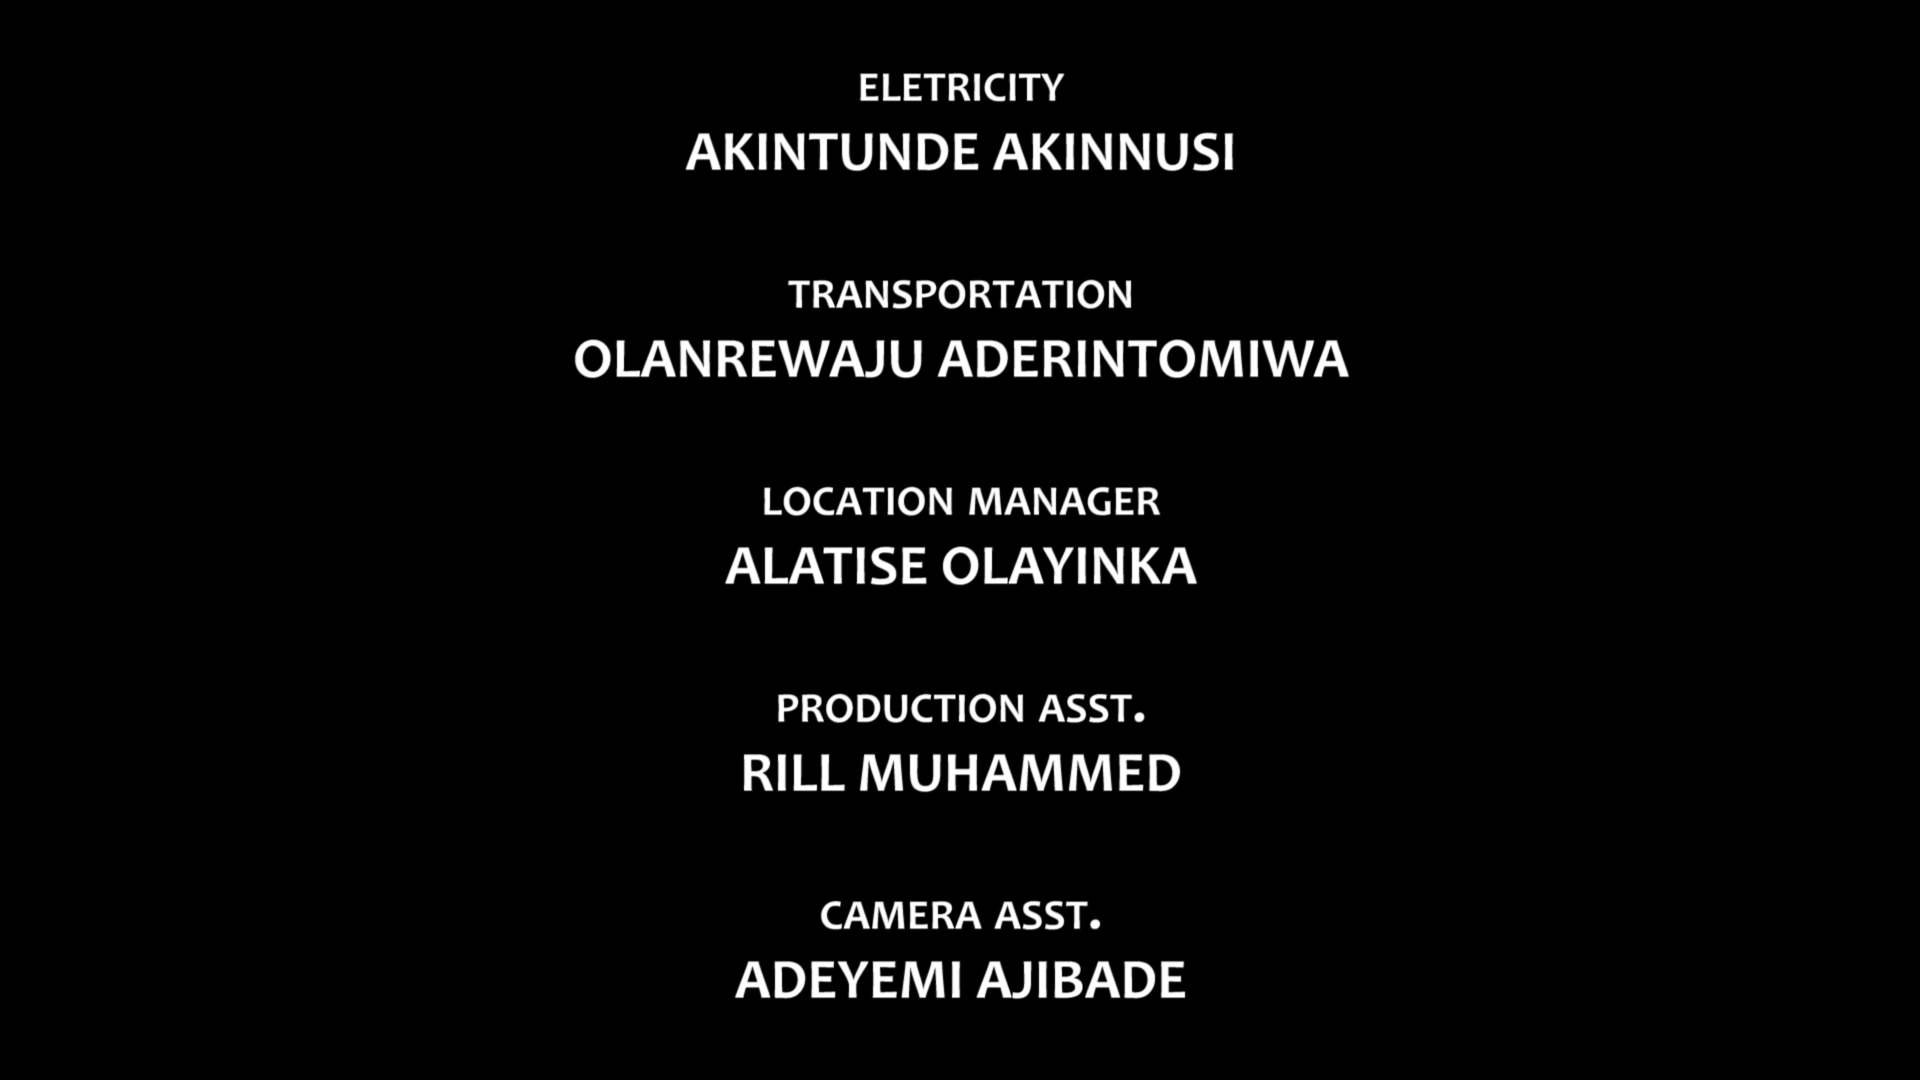 ELETRICITY
AKINTUNDE AKINNUSI
TRANSPORTATION
OLANREWAJU ADERINTOMIWA
LOCATION MANAGER
ALATISE OLAYINKA
PRODUCTION ASST.
RILL MUHAMMED
CAMERA ASST.
ADEYEMI AJIBADE